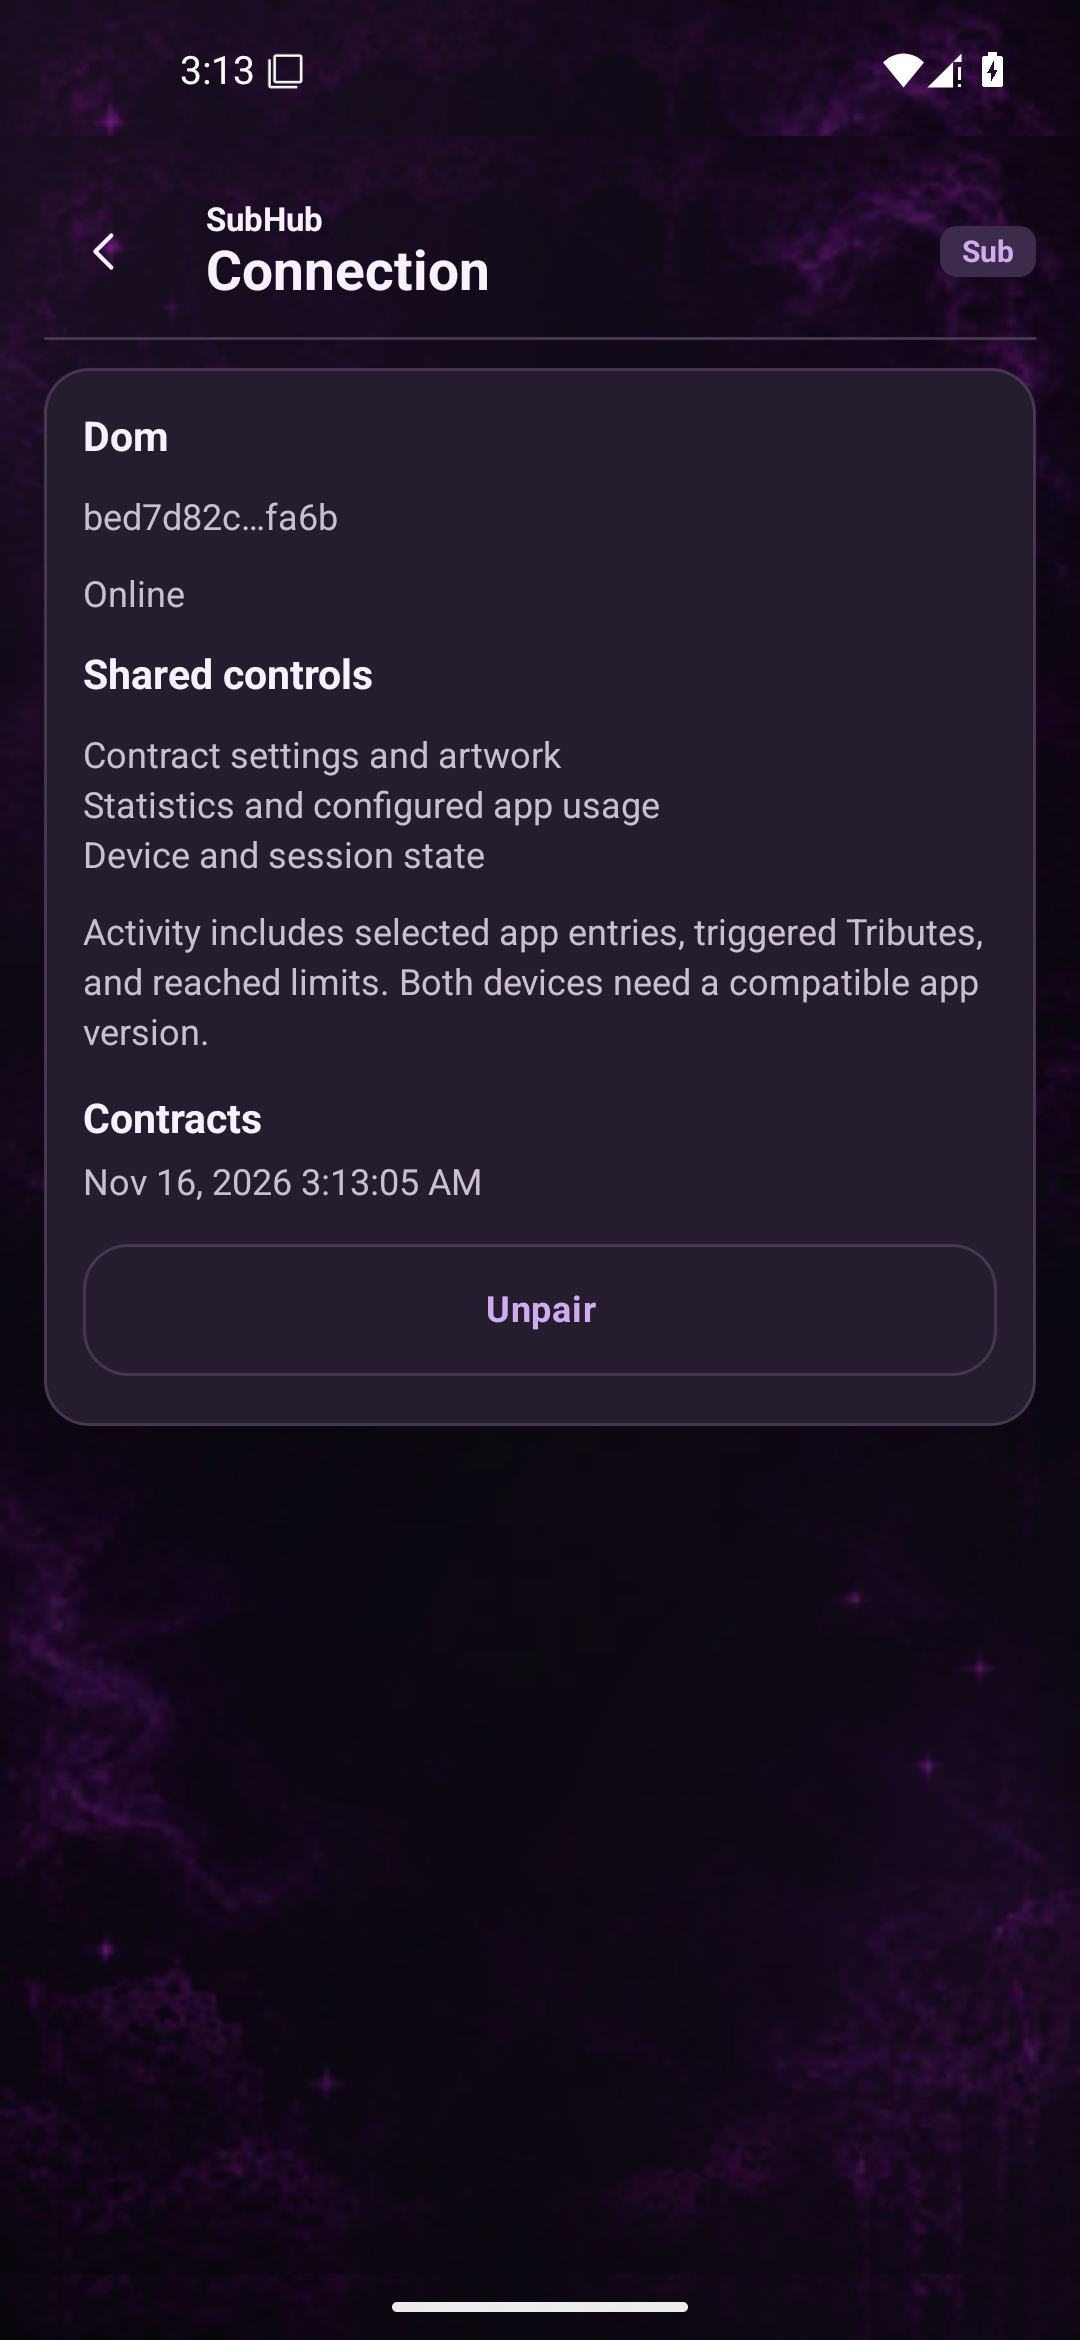 3:13
SubHub
Connection
Sub
Dom
bed7d82c…fa6b
Online
Shared controls
Contract settings and artwork
Statistics and configured app usage
Device and session state
Activity includes selected app entries, triggered Tributes,
and reached limits. Both devices need a compatible app
version.
Contracts
Nov 16, 2026 3:13:05 AM
Unpair